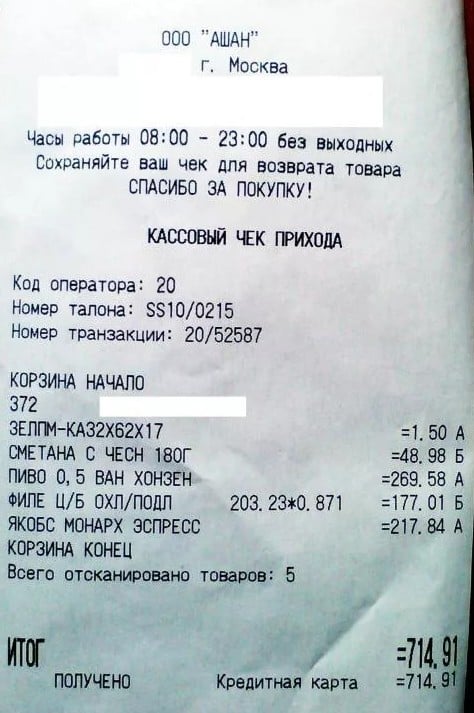 ООО "АШАН"
г. Москва
Часы работы 08:00 - 23:00 без выходных
Сохраняйте ваш чек для возврата товара
СПАСИБО ЗА ПОКУПКУ!
КАССОВЫЙ ЧЕК ПРИХОДА
Код оператора: 20
Номер талона: SS10/0215
Номер транзакции: 20/52587
КОРЗИНА НАЧАЛО
372
ЗЕЛПМ-КА32Х62Х17 =1.50 А
СМЕТАНА С ЧЕСН 180Г =48.98 Б
ПИВО 0,5 ВАН ХОНЗЕН =269.58 А
ФИЛЕ Ц/Б ОХЛ/ПОДЛ 203.23*0.871 =177.01 Б
ЯКОБС МОНАРХ ЭСПРЕСС =217.84 А
КОРЗИНА КОНЕЦ
Всего отсканировано товаров: 5
ИТОГ =714.91
ПОЛУЧЕНО Кредитная карта =714.91